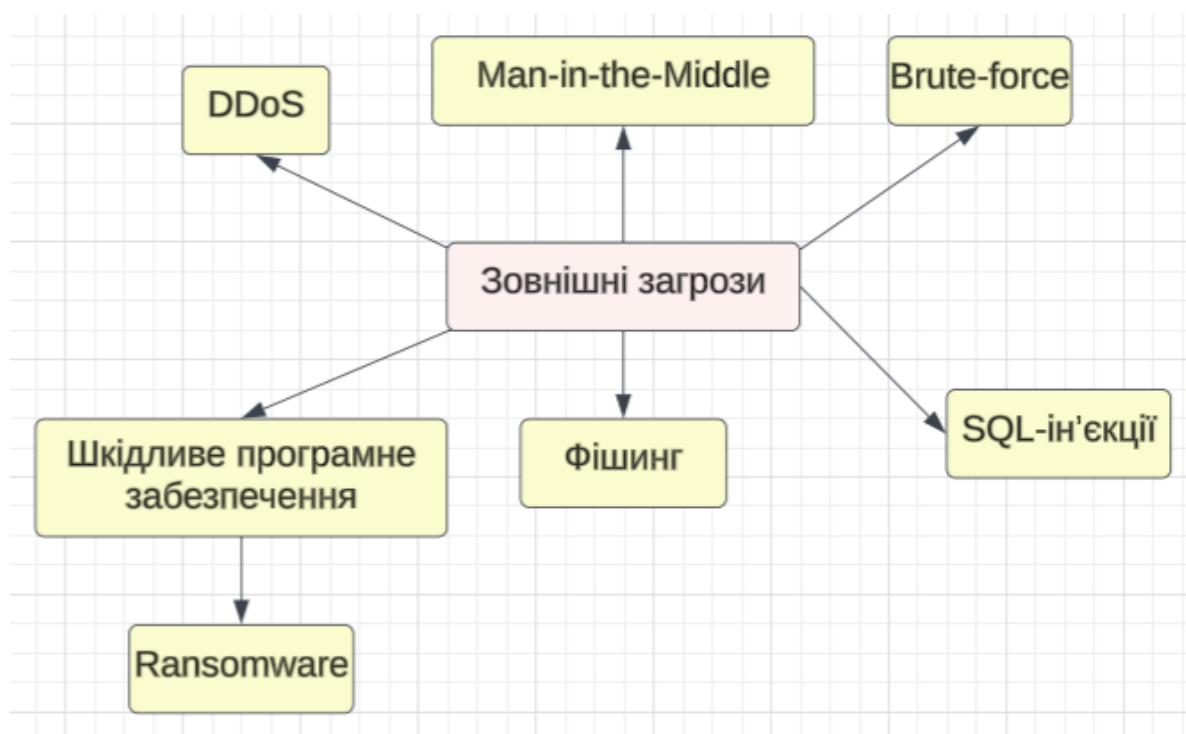 DDoS
Man-in-the-Middle
Brute-force
Зовнішні загрози
Шкідливе програмне
забезпечення
Фішинг
SQL-ін’єкції
Ransomware